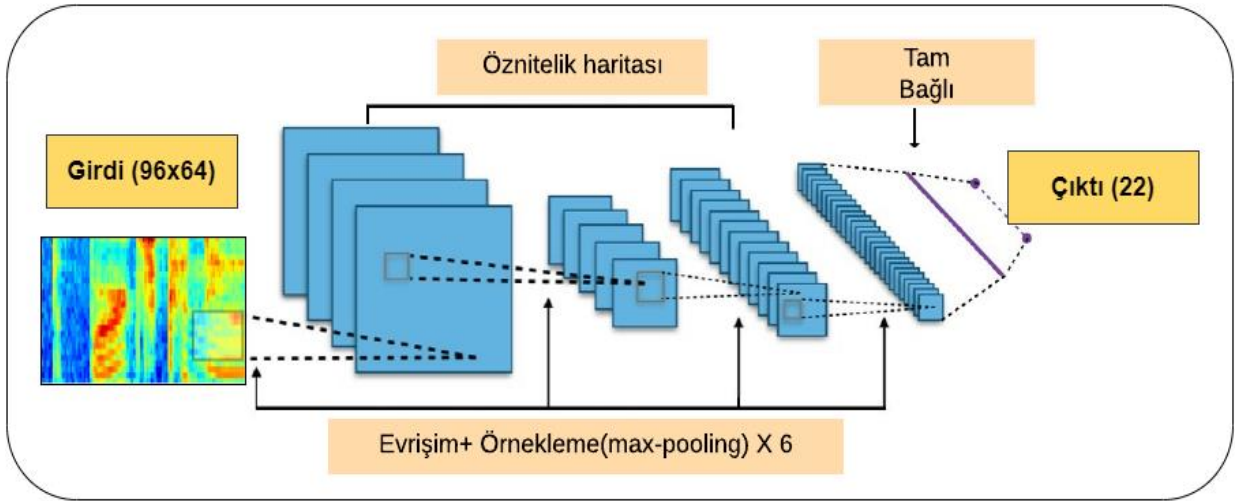 Öznitelik haritası
Tam
Bağlı
Girdi (96x64)
Çıktı (22)
Evrişim+ Örnekleme(max-pooling) X 6